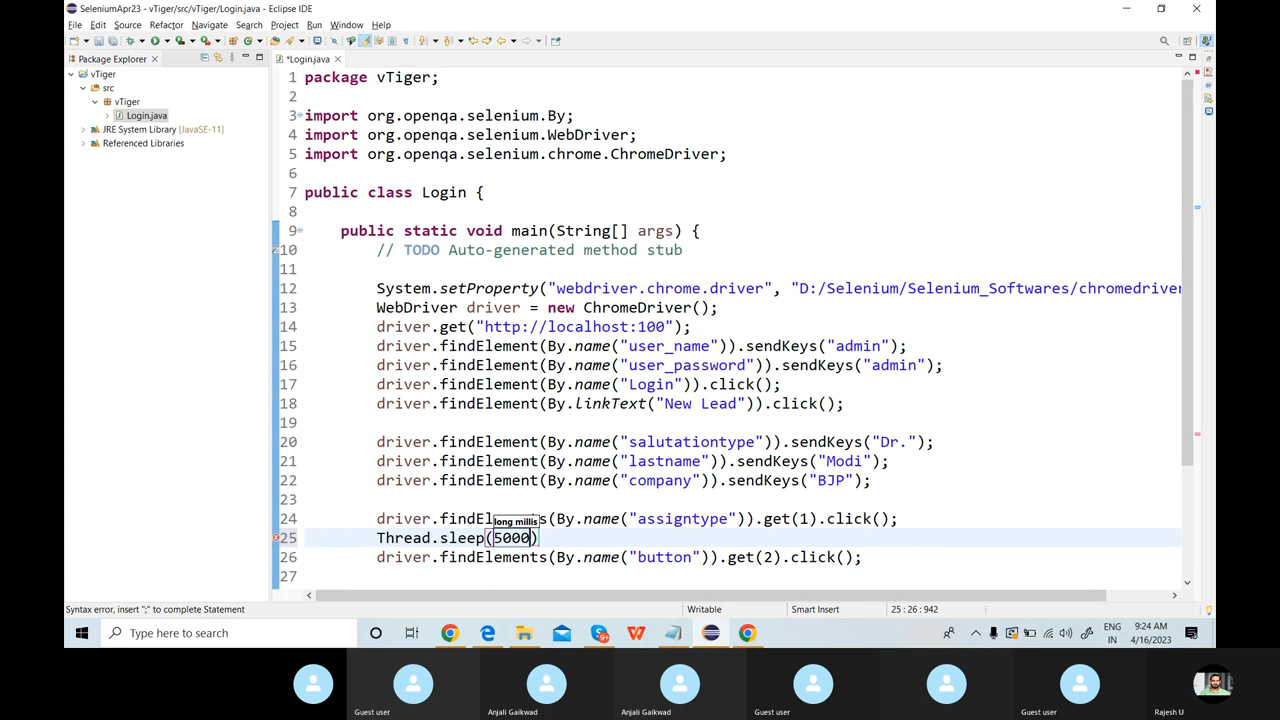 SeleniumApr23 - vTiger/src/vTiger/Login.java - Eclipse IDE
File Edit Source Refactor Navigate Search Project Run Window Help
Package Explorer
*Login.java
vTiger
src
vTiger
Login.java
JRE System Library [JavaSE-11]
Referenced Libraries
1 package vTiger;
2
3 import org.openqa.selenium.By;
4 import org.openqa.selenium.WebDriver;
5 import org.openqa.selenium.chrome.ChromeDriver;
6
7 public class Login {
8
9 public static void main(String[] args) {
10 // TODO Auto-generated method stub
11
12 System.setProperty("webdriver.chrome.driver", "D:/Selenium/Selenium_Softwares/chromedriver
13 WebDriver driver = new ChromeDriver();
14 driver.get("http://localhost:100");
15 driver.findElement(By.name("user_name")).sendKeys("admin");
16 driver.findElement(By.name("user_password")).sendKeys("admin");
17 driver.findElement(By.name("Login")).click();
18 driver.findElement(By.linkText("New Lead")).click();
19
20 driver.findElement(By.name("salutationtype")).sendKeys("Dr.");
21 driver.findElement(By.name("lastname")).sendKeys("Modi");
22 driver.findElement(By.name("company")).sendKeys("BJP");
23
24 driver.findEl s(By.name("assigntype")).get(1).click();
long millis
25 Thread.sleep(5000)
26 driver.findElements(By.name("button")).get(2).click();
27
Syntax error, insert ";" to complete Statement
Writable
Smart Insert
25 : 26 : 942
Type here to search
ENG
IN
9:24 AM
4/16/2023
Guest user
Anjali Gaikwad
Anjali Gaikwad
Guest user
Guest user
Rajesh U